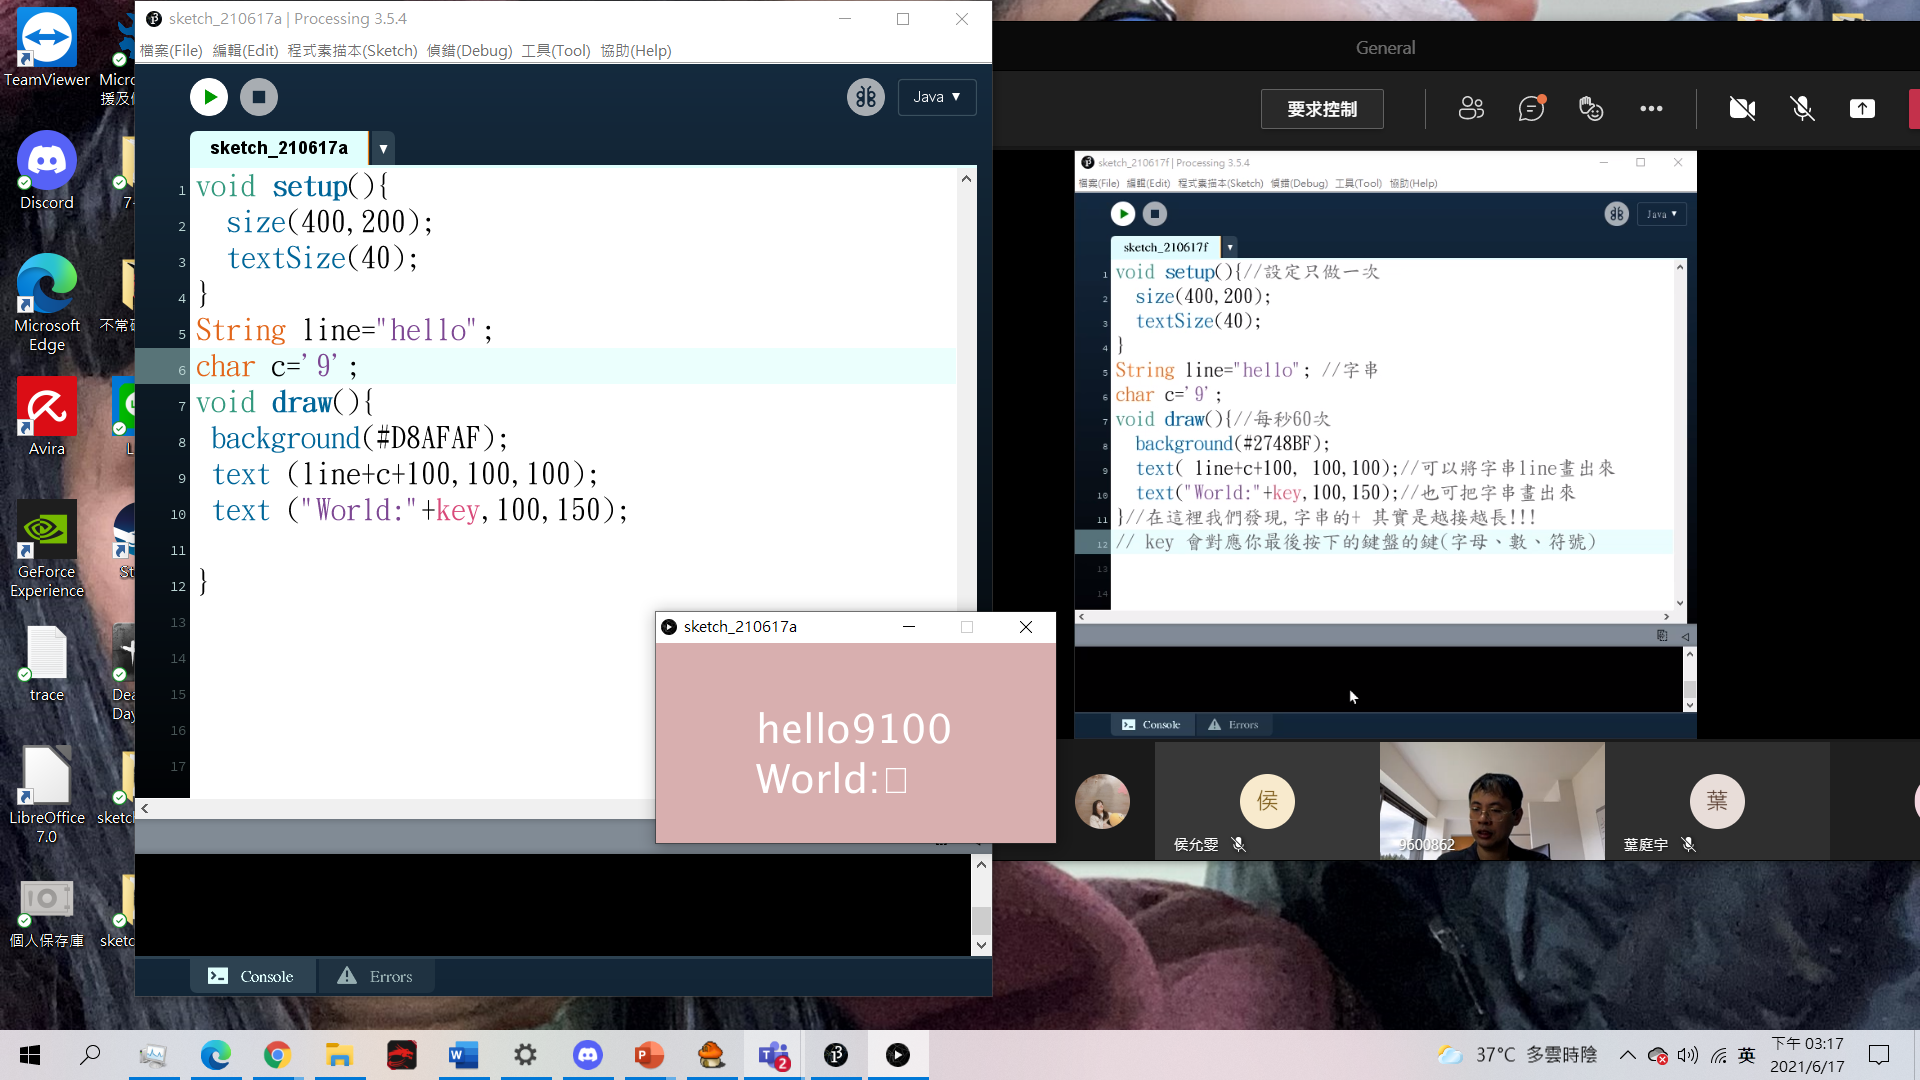 sketch_210617a | Processing 3.5.4
檔案(File) 編輯(Edit) 程式素描本(Sketch) 偵錯(Debug) 工具(Tool) 協助(Help)
Java ▼
sketch_210617a ▼
1 void setup(){
2 size(400,200);
3 textSize(40);
4 }
5 String line="hello";
6 char c='9';
7 void draw(){
8 background(#D8AFAF);
9 text (line+c+100,100,100);
10 text ("World:"+key,100,150);
11
12 }
13
14
15
16
17
Console
Errors
sketch_210617a
hello9100
World:
General
要求控制
sketch_210617f | Processing 3.5.4
檔案(File) 編輯(Edit) 程式素描本(Sketch) 偵錯(Debug) 工具(Tool) 協助(Help)
Java ▼
sketch_210617f ▼
1 void setup(){//設定只做一次
2 size(400,200);
3 textSize(40);
4 }
5 String line="hello"; //字串
6 char c='9';
7 void draw(){//每秒60次
8 background(#2748BF);
9 text( line+c+100, 100,100);//可以將字串line畫出來
10 text("World:"+key,100,150);//也可把字串畫出來
11 }//在這裡我們發現,字串的+ 其實是越接越長!!!
12 // key 會對應你最後按下的鍵盤的鍵(字母、數、符號)
13
14
Console
Errors
侯
侯允雯
9600862
葉
葉庭宇
TeamViewer
Micro
Discord
7-
Microsoft
Edge
Avira
GeForce
Experience
St
trace
Dea
Day
LibreOffice
7.0
sketc
個人保存庫
sketc
2
37°C 多雲時陰
英
下午 03:17
2021/6/17